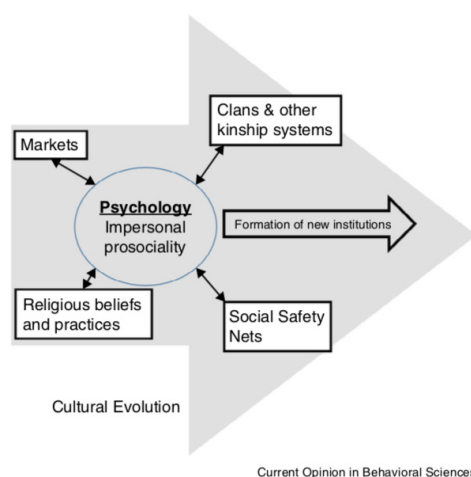 Clans & other
kinship systems
Markets
Psychology
Impersonal
prosociality
Formation of new institutions
Religious beliefs
and practices
Social Safety
Nets
Cultural Evolution
Current Opinion in Behavioral Sciences